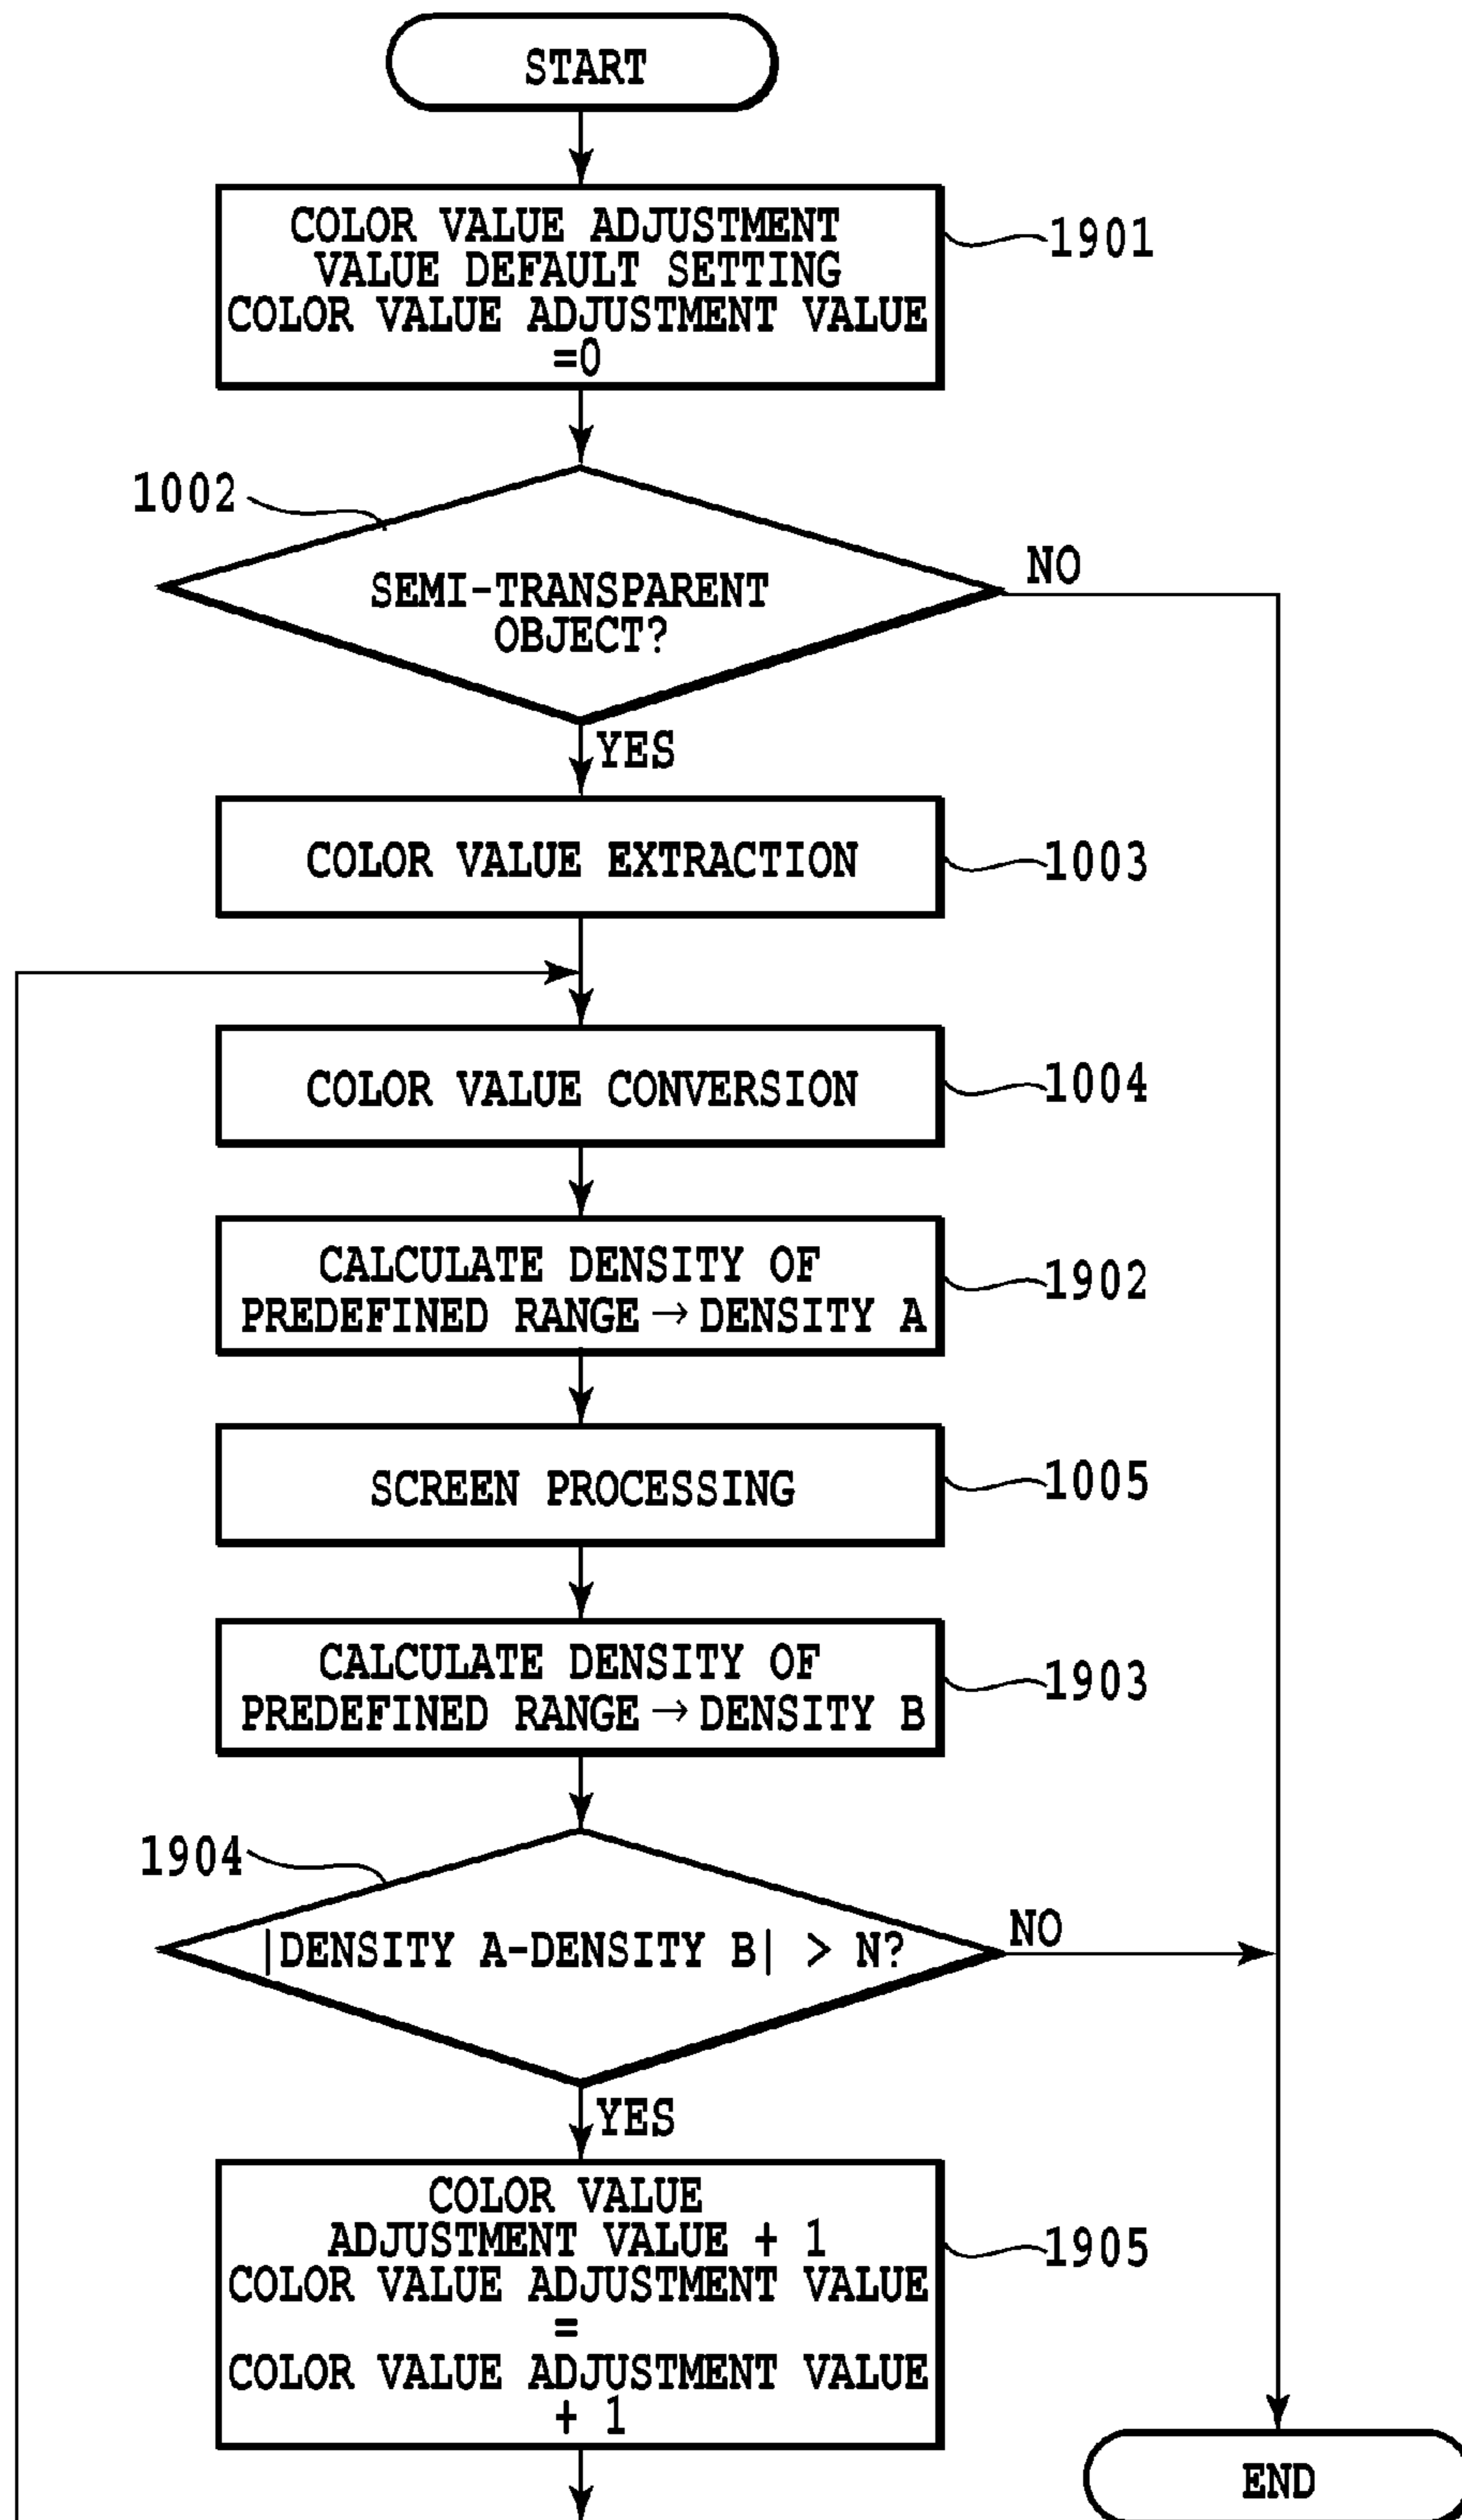 START
COLOR VALUE ADJUSTMENT
VALUE DEFAULT SETTING
COLOR VALUE ADJUSTMENT VALUE
=0
1901
1002
SEMI-TRANSPARENT
OBJECT?
NO
YES
COLOR VALUE EXTRACTION
1003
COLOR VALUE CONVERSION
1004
CALCULATE DENSITY OF
PREDEFINED RANGE→DENSITY A
1902
SCREEN PROCESSING
1005
CALCULATE DENSITY OF
PREDEFINED RANGE→DENSITY B
1903
1904
|DENSITY A-DENSITY B| > N?
NO
YES
COLOR VALUE
ADJUSTMENT VALUE + 1
COLOR VALUE ADJUSTMENT VALUE
=
COLOR VALUE ADJUSTMENT VALUE
+ 1
1905
END